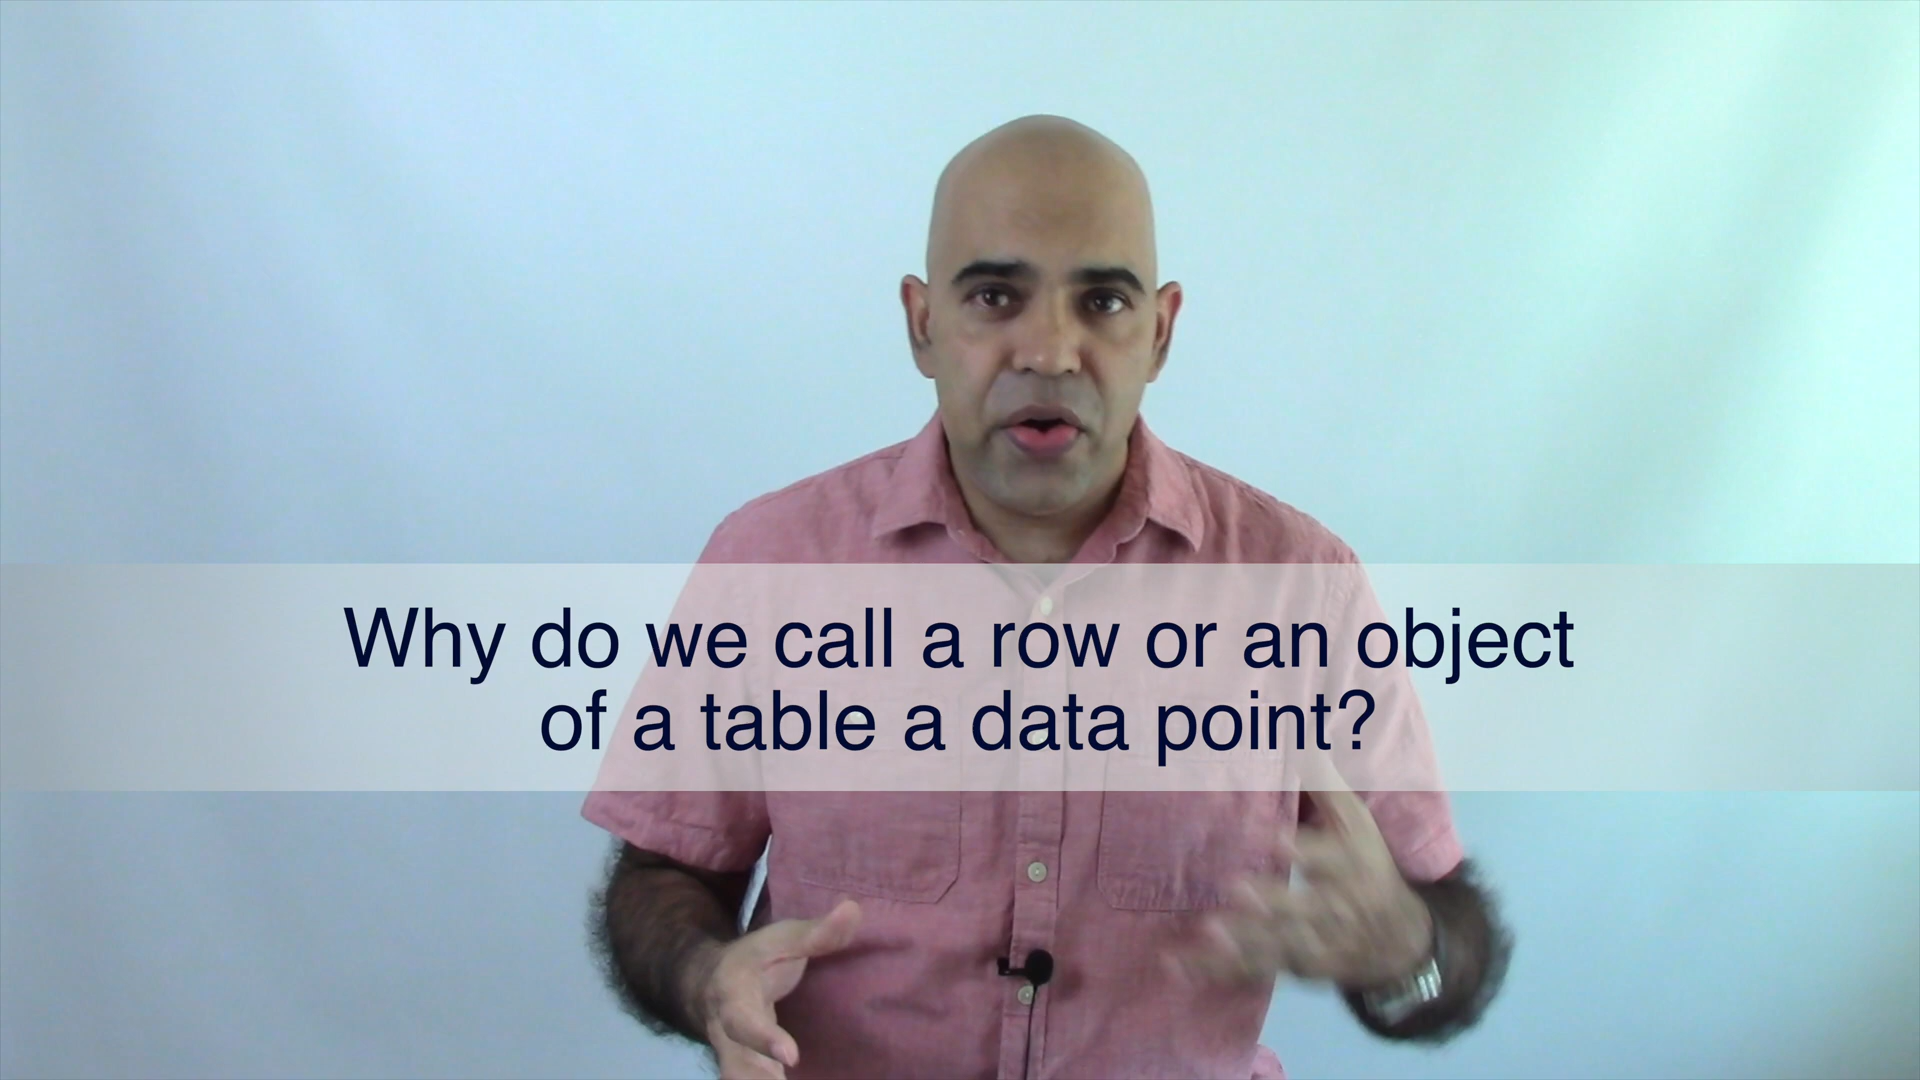 Why do we call a row or an object
of a table a data point?